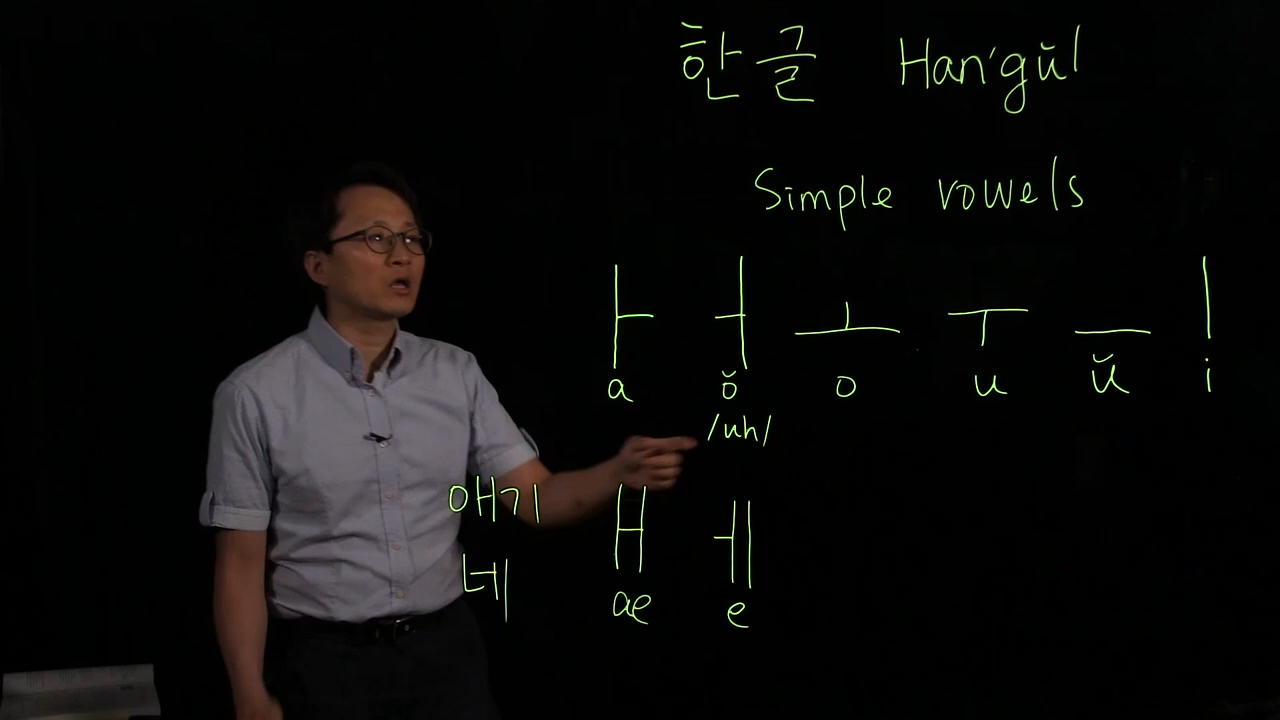 한글 Han'gŭl
Simple vowels
ㅏ ㅓ ㅗ ㅜ ㅡ ㅣ
a ŏ o u ŭ i
/uh/
애기 ㅐ ㅔ
네
ae e